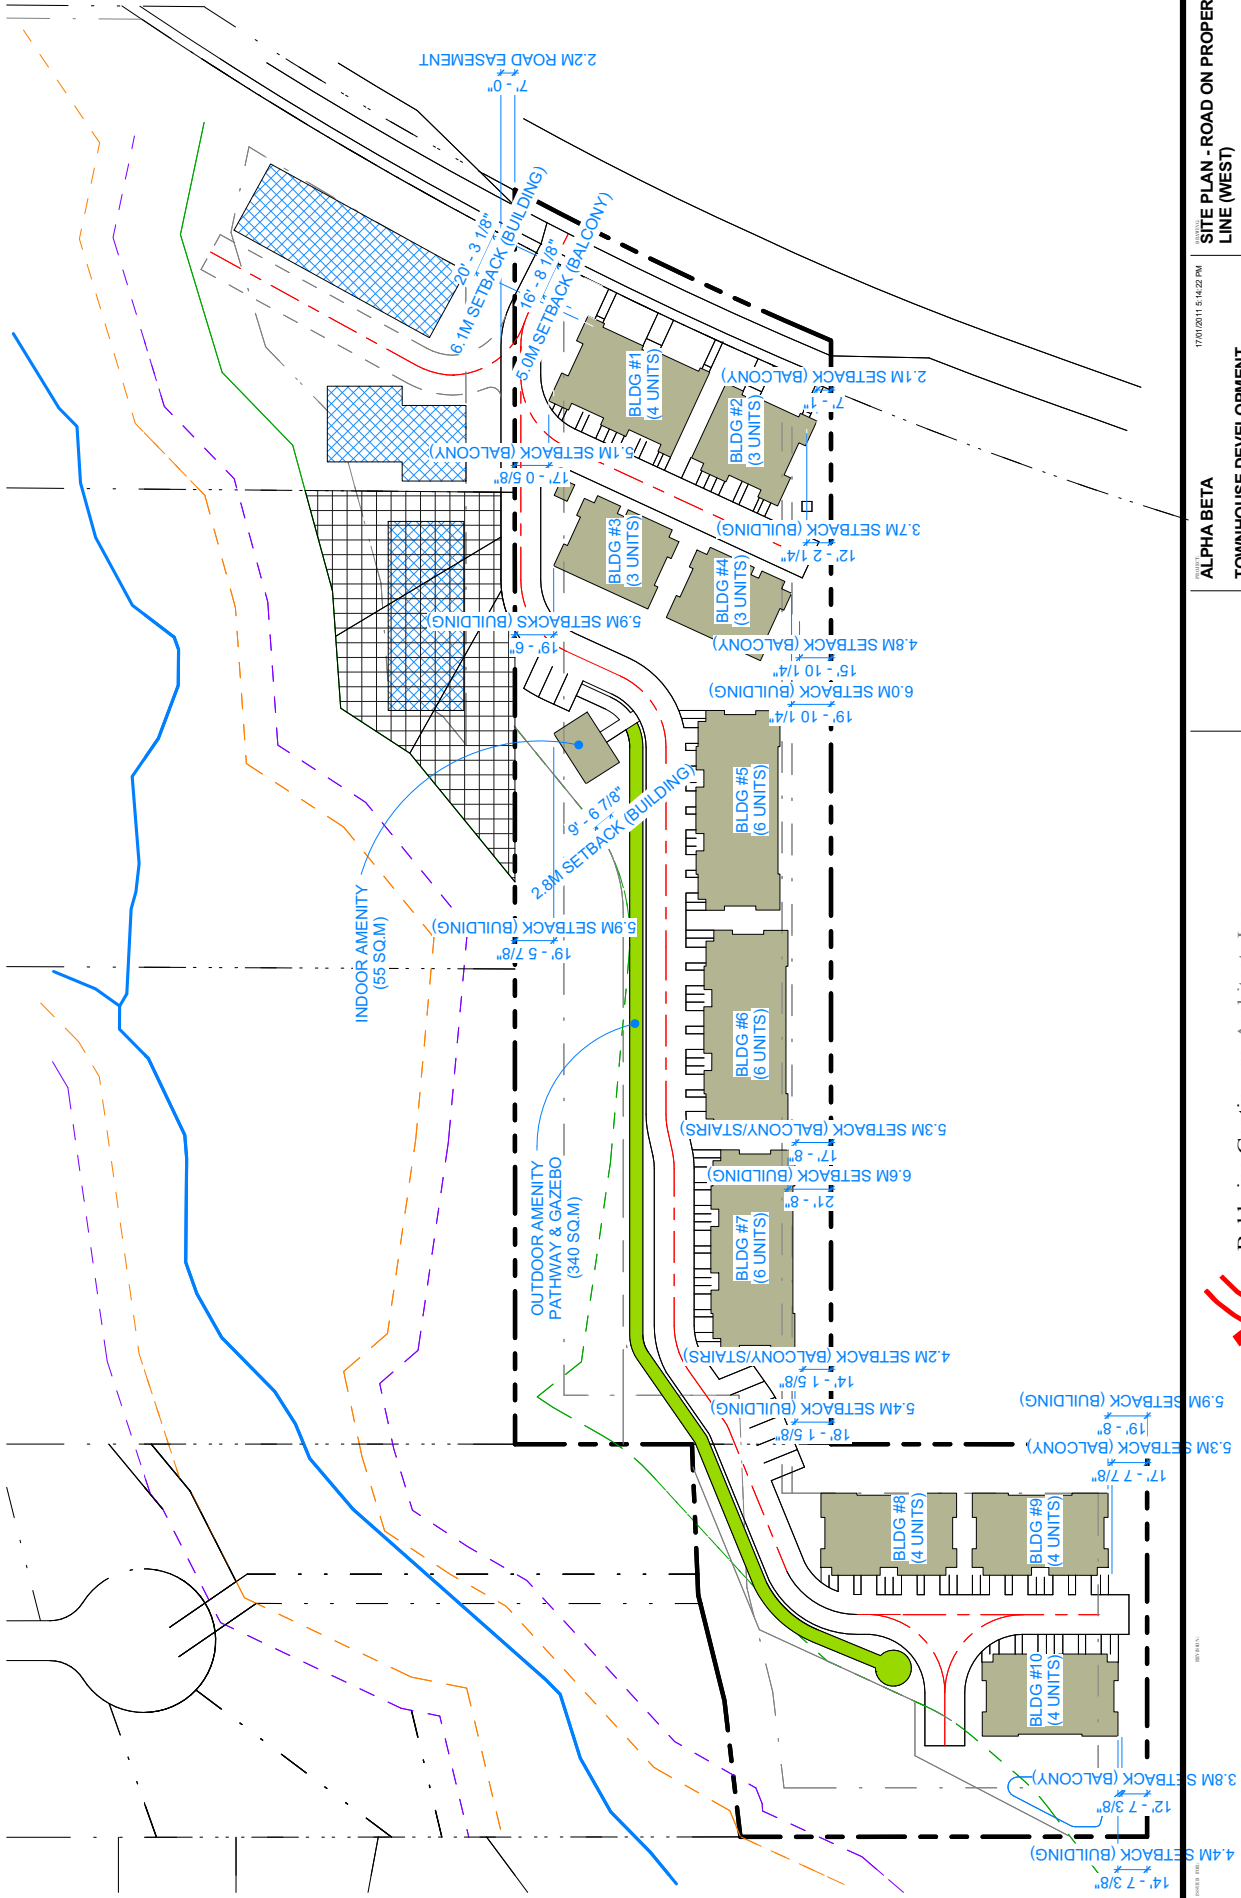 2.2M ROAD EASEMENT
7' - 0"
20' - 3 1/8"
6.1M SETBACK (BUILDING)
16' - 8 1/8"
5.0M SETBACK (BALCONY)
BLDG #1
(4 UNITS)
2.1M SETBACK (BALCONY)
7' - 1"
BLDG #2
(3 UNITS)
5.1M SETBACK (BALCONY)
17' - 0 5/8"
BLDG #3
(3 UNITS)
3.7M SETBACK (BUILDING)
12' - 2 1/4"
BLDG #4
(3 UNITS)
5.9M SETBACKS (BUILDING)
19' - 6"
4.8M SETBACK (BALCONY)
15' - 10 1/4"
6.0M SETBACK (BUILDING)
19' - 10 1/4"
BLDG #5
(6 UNITS)
9' - 6 7/8"
2.8M SETBACK (BUILDING)
INDOOR AMENITY
(55 SQ.M)
5.9M SETBACK (BUILDING)
19' - 5 7/8"
BLDG #6
(6 UNITS)
5.3M SETBACK (BALCONY/STAIRS)
17' - 8"
6.6M SETBACK (BUILDING)
21' - 8"
OUTDOOR AMENITY
PATHWAY & GAZEBO
(340 SQ.M)
BLDG #7
(6 UNITS)
4.2M SETBACK (BALCONY/STAIRS)
14' - 1 5/8"
5.4M SETBACK (BUILDING)
18' - 1 5/8"
5.9M SETBACK (BUILDING)
19' - 8"
5.3M SETBACK (BALCONY)
17' - 7 7/8"
BLDG #8
(4 UNITS)
BLDG #9
(4 UNITS)
BLDG #10
(4 UNITS)
3.8M SETBACK (BALCONY)
12' - 7 3/8"
4.4M SETBACK (BUILDING)
14' - 7 3/8"
SITE PLAN - ROAD ON PROPER
LINE (WEST)
17/01/2011 5:14:22 PM
ALPHA BETA
TOWNHOUSE DEVELOPMENT